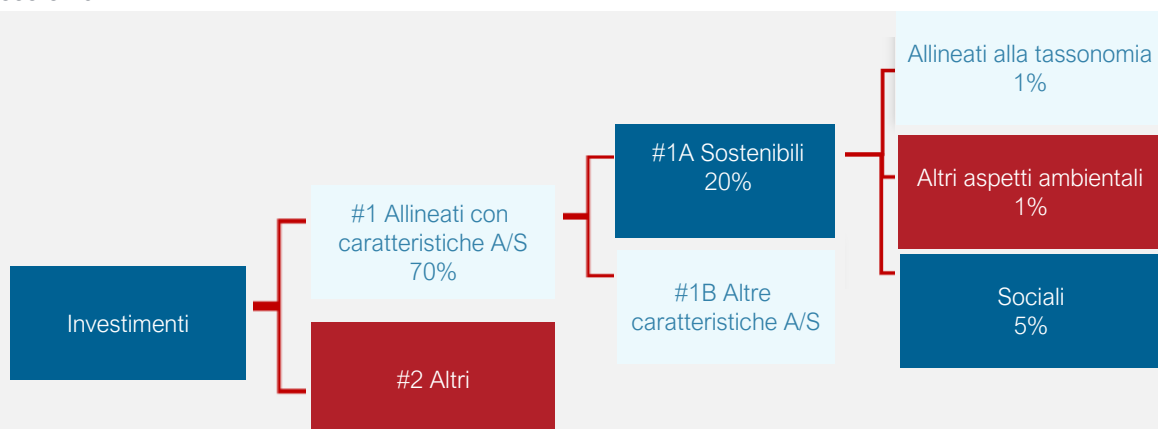 Investimenti
#1 Allineati con
caratteristiche A/S
70%
#2 Altri
#1A Sostenibili
20%
#1B Altre
caratteristiche A/S
Allineati alla tassonomia
1%
Altri aspetti ambientali
1%
Sociali
5%